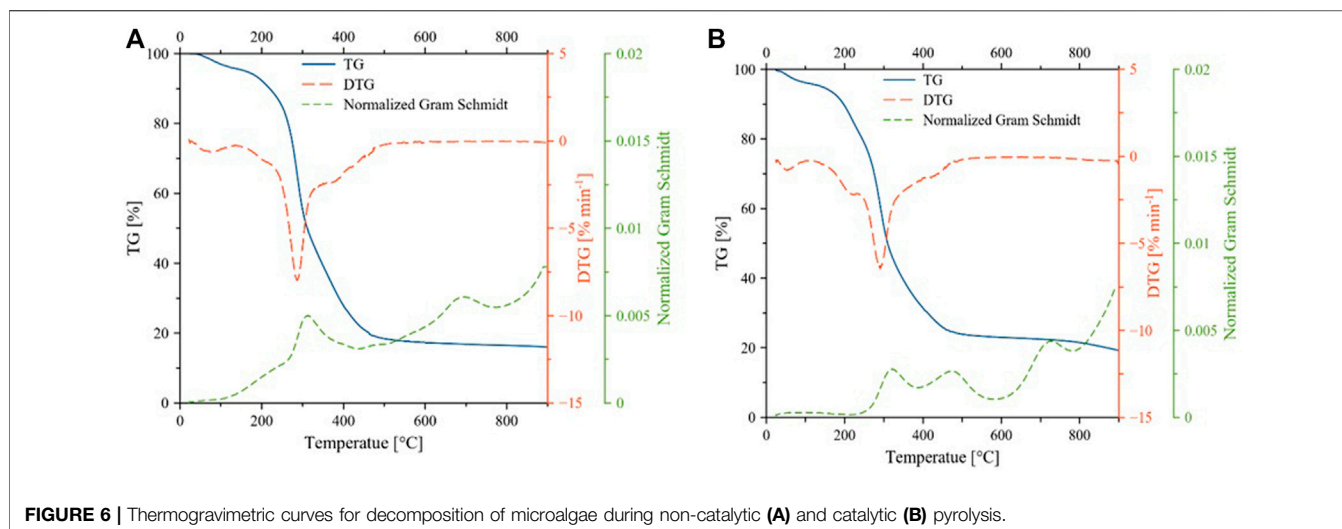 A
0 200 400 600 800
100
80
60
40
20
0
TG [%]
TG
DTG
Normalized Gram Schmidt
5
0
−5
−10
−15
DTG [% min⁻¹]
0.02
0.015
0.01
0.005
0
Normalized Gram Schmidt
0 200 400 600 800
Temperatue [°C]
B
0 200 400 600 800
100
80
60
40
20
0
TG [%]
TG
DTG
Normalized Gram Schmidt
5
0
−5
−10
−15
DTG [% min⁻¹]
0.02
0.015
0.01
0.005
0
Normalized Gram Schmidt
0 200 400 600 800
Temperatue [°C]
FIGURE 6 | Thermogravimetric curves for decomposition of microalgae during non-catalytic (A) and catalytic (B) pyrolysis.